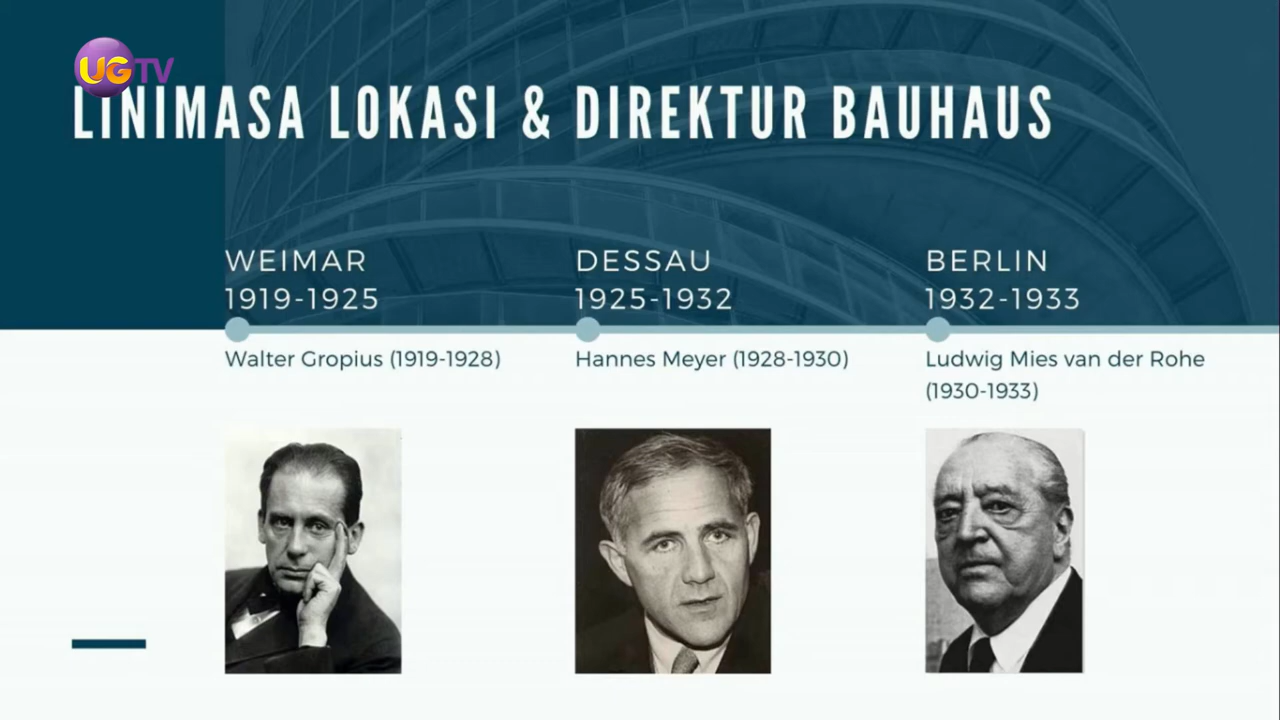 UGTV
LINIMASA LOKASI & DIREKTUR BAUHAUS
WEIMAR
1919-1925
Walter Gropius (1919-1928)
DESSAU
1925-1932
Hannes Meyer (1928-1930)
BERLIN
1932-1933
Ludwig Mies van der Rohe
(1930-1933)